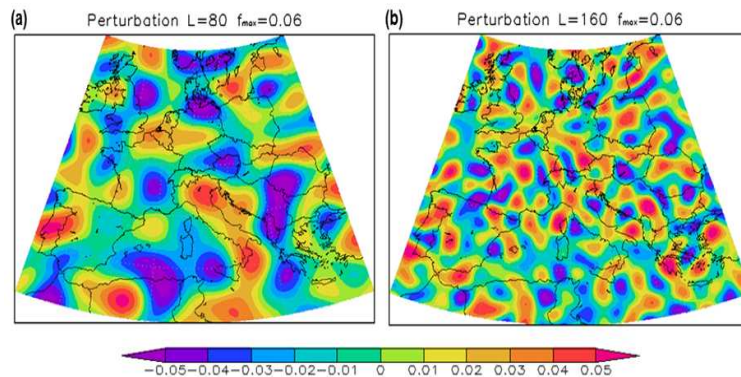 (a) Perturbation L=80 fmax=0.06
(b) Perturbation L=160 fmax=0.06
-0.05 -0.04 -0.03 -0.02 -0.01 0 0.01 0.02 0.03 0.04 0.05